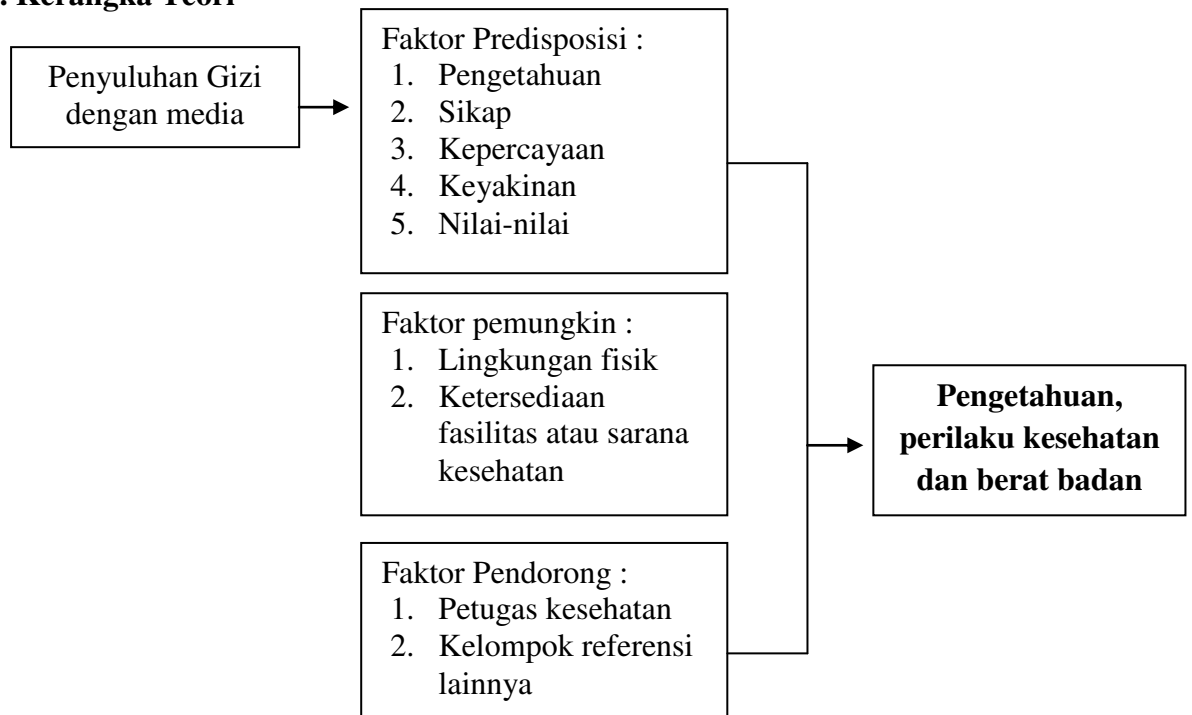 . Kerangka Teori
Penyuluhan Gizi
dengan media
Faktor Predisposisi :
1. Pengetahuan
2. Sikap
3. Kepercayaan
4. Keyakinan
5. Nilai-nilai
Faktor pemungkin :
1. Lingkungan fisik
2. Ketersediaan
fasilitas atau sarana
kesehatan
Faktor Pendorong :
1. Petugas kesehatan
2. Kelompok referensi
lainnya
Pengetahuan,
perilaku kesehatan
dan berat badan